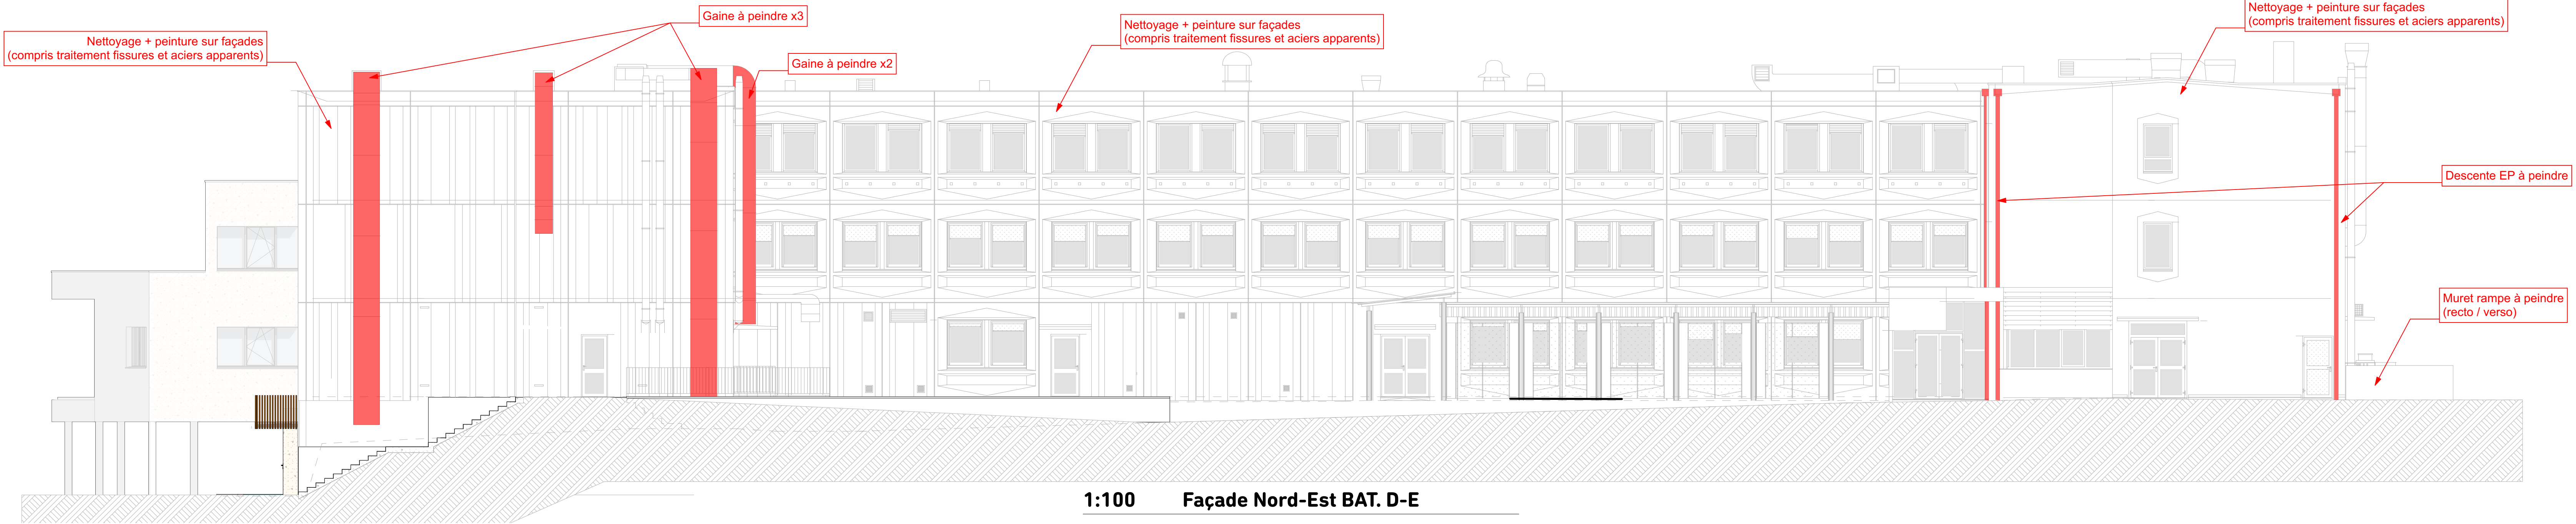 Nettoyage + peinture sur façades
(compris traitement fissures et aciers apparents)
Gaine à peindre x3
Gaine à peindre x2
Nettoyage + peinture sur façades
(compris traitement fissures et aciers apparents)
Nettoyage + peinture sur façades
(compris traitement fissures et aciers apparents)
Descente EP à peindre
Muret rampe à peindre
(recto / verso)
1:100 Façade Nord-Est BAT. D-E